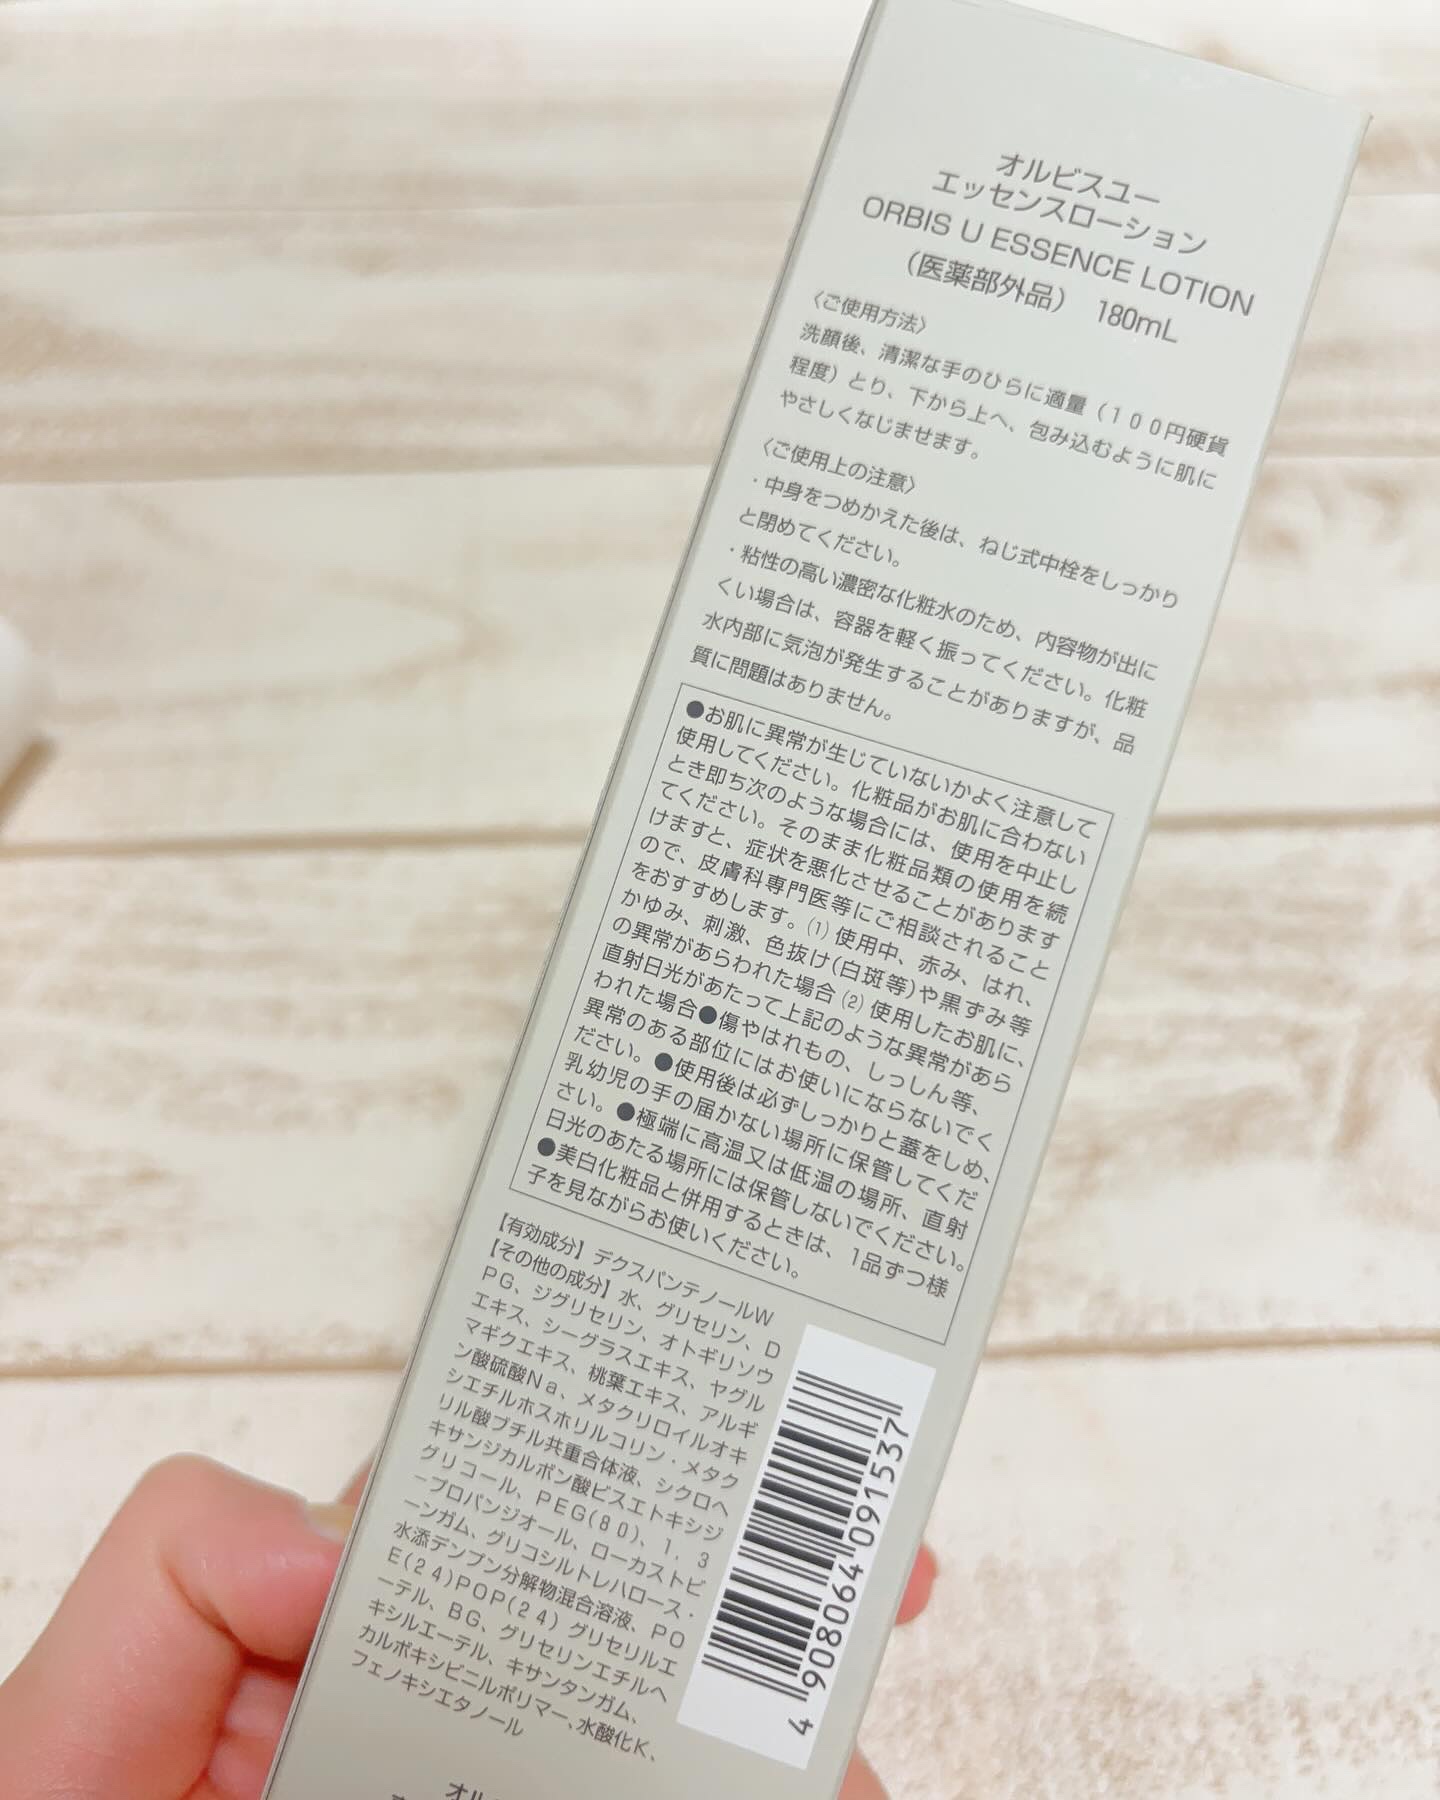 オルビスユー
エッセンスローション
ORBIS U ESSENCE LOTION
(医薬部外品) 180mL
〈ご使用方法〉
洗顔後、清潔な手のひらに適量(100円硬貨
程度)とり、下から上へ、包み込むように肌に
やさしくなじませます。
〈ご使用上の注意〉
・中身をつめかえた後は、ねじ式中栓をしっかり
と閉めてください。
・粘性の高い濃密な化粧水のため、内容物が出に
くい場合は、容器を軽く振ってください。化粧
水内部に気泡が発生することがありますが、品
質に問題はありません。
●お肌に異常が生じていないかよく注意して
使用してください。化粧品がお肌に合わない
とき即ち次のような場合には、使用を中止し
てください。そのまま化粧品類の使用を続
けますと、症状を悪化させることがあります
ので、皮膚科専門医等にご相談されること
をおすすめします。(1)使用中、赤み、はれ、
かゆみ、刺激、色抜け(白斑等)や黒ずみ等
の異常があらわれた場合(2)使用したお肌に、
直射日光があたって上記のような異常があら
われた場合●傷やはれもの、しっしん等、
異常のある部位にはお使いにならないでく
ださい。●使用後は必ずしっかりと蓋をしめ、
乳幼児の手の届かない場所に保管してくだ
さい。●極端に高温又は低温の場所、直射
日光のあたる場所には保管しないでください。
●美白化粧品と併用するときは、1品ずつ様
子を見ながらお使いください。
【有効成分】デクスパンテノールW
【その他の成分】水、グリセリン、D
PG、ジグリセリン、オトギリソウ
エキス、シーグラスエキス、ヤグル
マギクエキス、桃葉エキス、アルギ
ン酸硫酸Na、メタクリロイルオキ
シエチルホスホリルコリン・メタク
リル酸ブチル共重合体液、シクロヘ
キサンジカルボン酸ビスエトキシジ
グリコール、PEG(80)、1,3
-プロパンジオール、ローカストビ
ーンガム、グリコシルトレハロース・
水添デンプン分解物混合溶液、PO
E(24)POP(24)グリセリルエ
ーテル、BG、グリセリンエチルヘ
キシルエーテル、キサンタンガム、
カルボキシビニルポリマー、水酸化K、
フェノキシエタノール
4 908064 091537